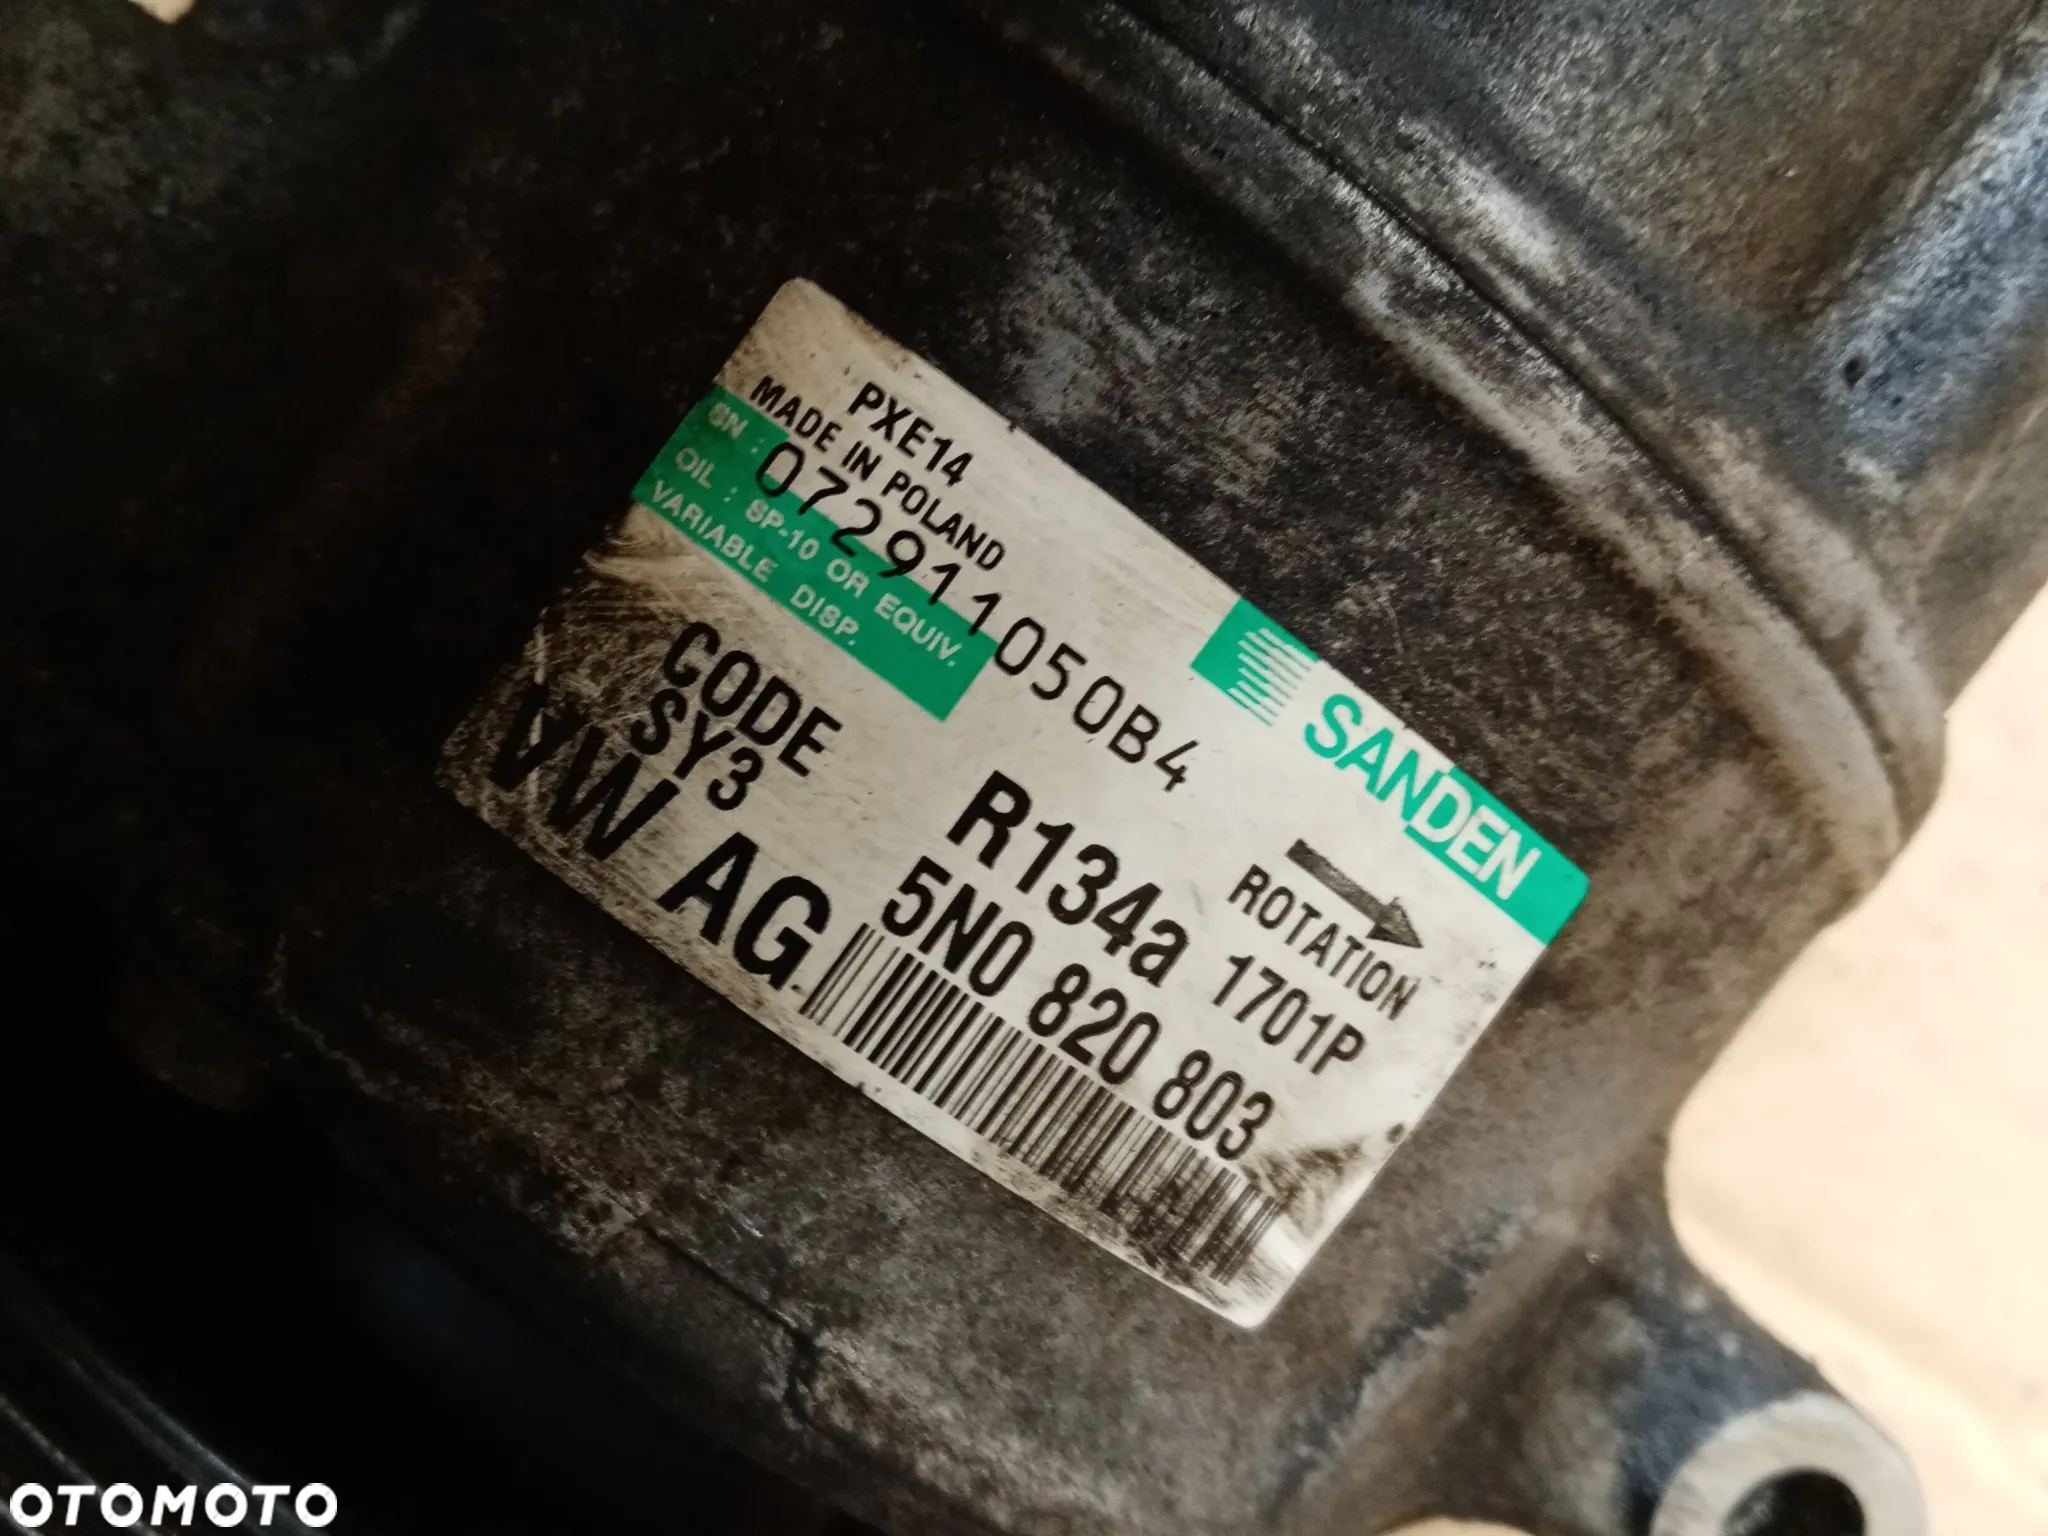 PXE14
MADE IN POLAND
SN : 072911050B4
OIL : SP-10 OR EQUIV.
VARIABLE DISP.
SANDEN
CODE
SY3
VW AG
R134a
ROTATION
1701P
5N0 820 803
OTOMOTO